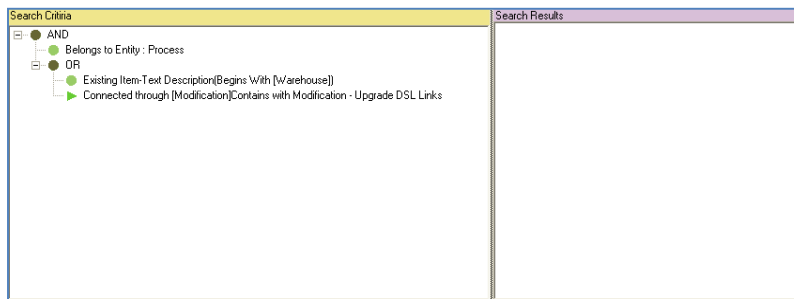 Search Critiria
Search Results
AND
Belongs to Entity : Process
OR
Existing Item-Text Description(Begins With [Warehouse])
Connected through [Modification]Contains with Modification - Upgrade DSL Links